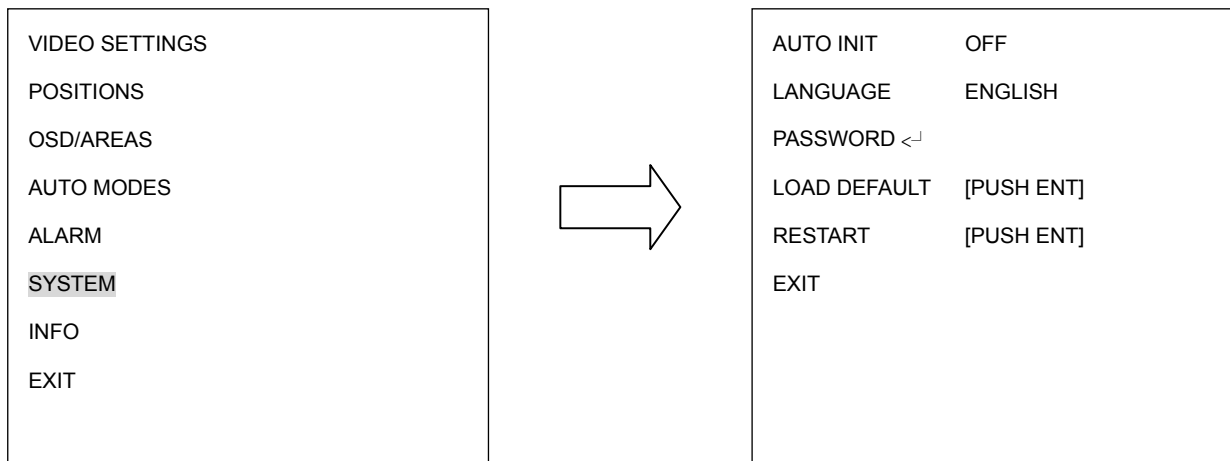 VIDEO SETTINGS
POSITIONS
OSD/AREAS
AUTO MODES
ALARM
SYSTEM
INFO
EXIT
AUTO INIT OFF
LANGUAGE ENGLISH
PASSWORD <┘
LOAD DEFAULT [PUSH ENT]
RESTART [PUSH ENT]
EXIT